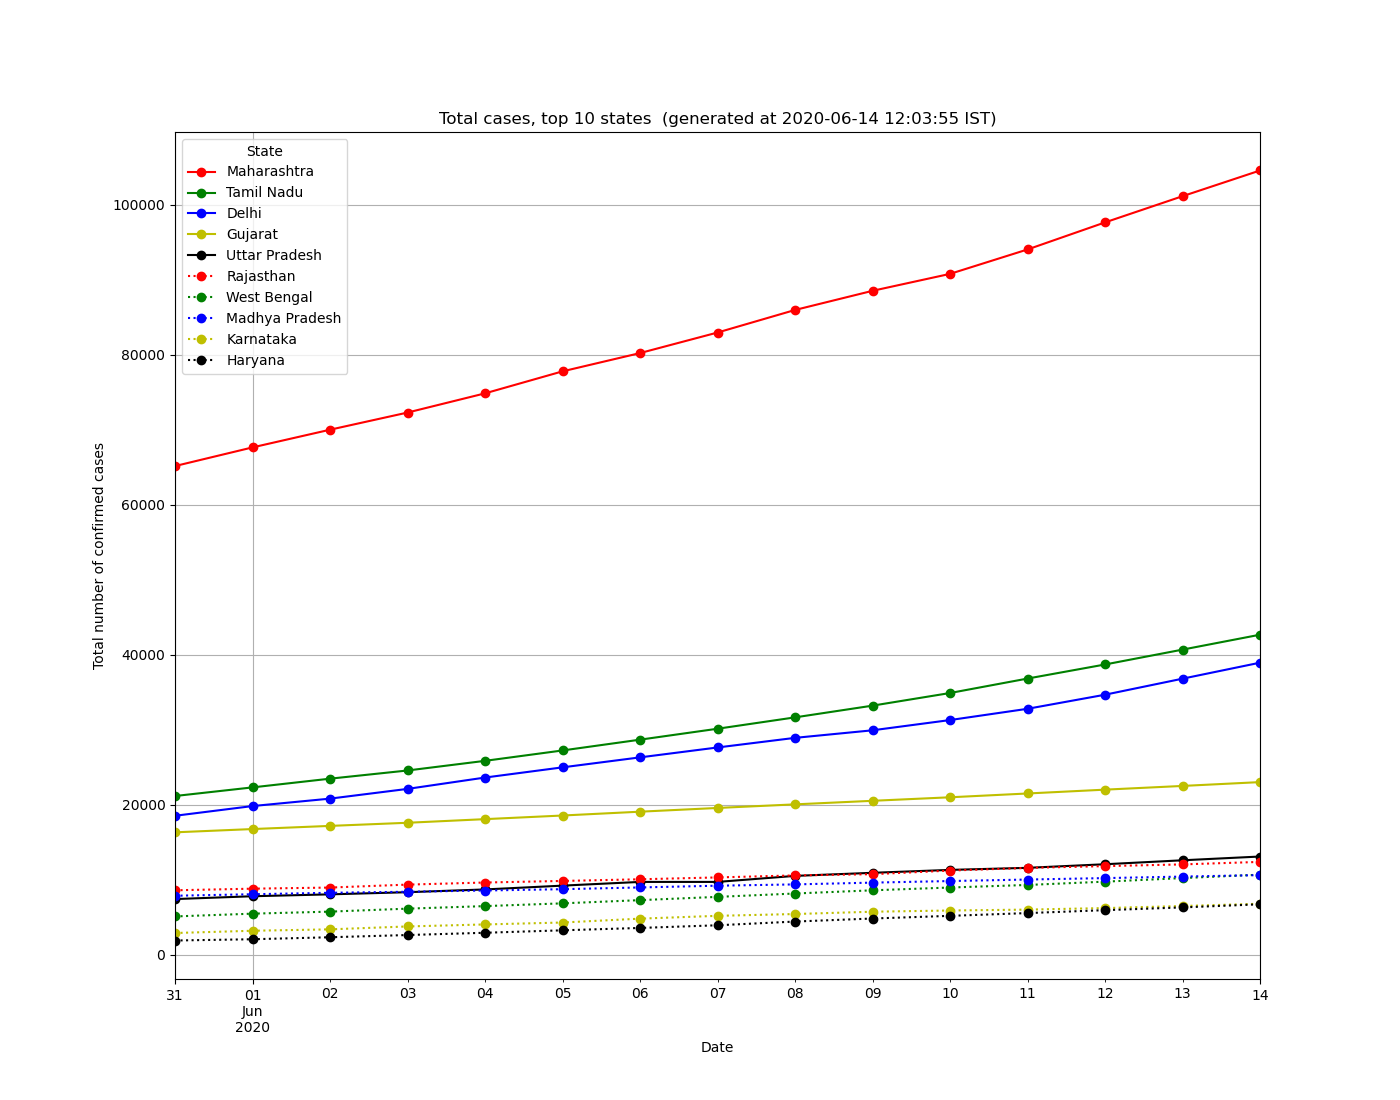 Total cases, top 10 states  (generated at 2020-06-14 12:03:55 IST)
State
Maharashtra
Tamil Nadu
Delhi
Gujarat
Uttar Pradesh
Rajasthan
West Bengal
Madhya Pradesh
Karnataka
Haryana
Total number of confirmed cases
100000
80000
60000
40000
20000
0
31 01 02 03 04 05 06 07 08 09 10 11 12 13 14
Jun
2020
Date